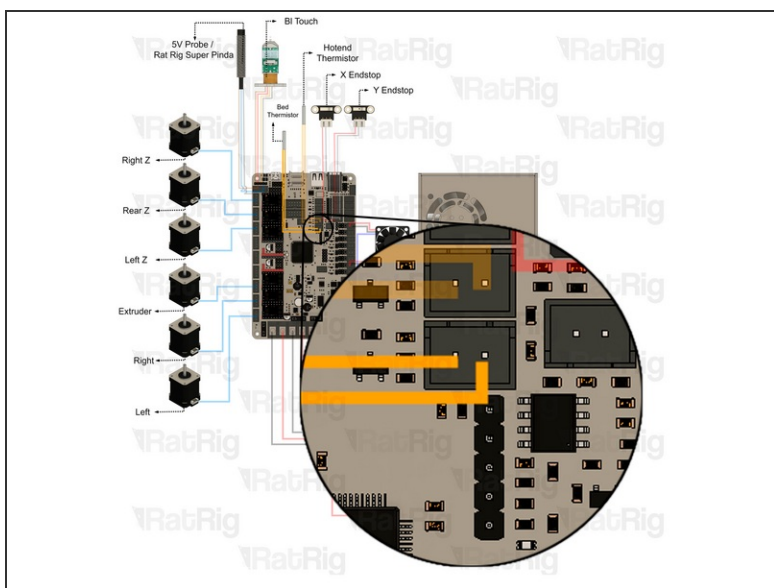 BI Touch
5V Probe /
Rat Rig Super Pinda
Hotend
Thermistor
X Endstop
Y Endstop
Bed
Thermistor
Right Z
Rear Z
Left Z
Extruder
Right
Left
RatRig